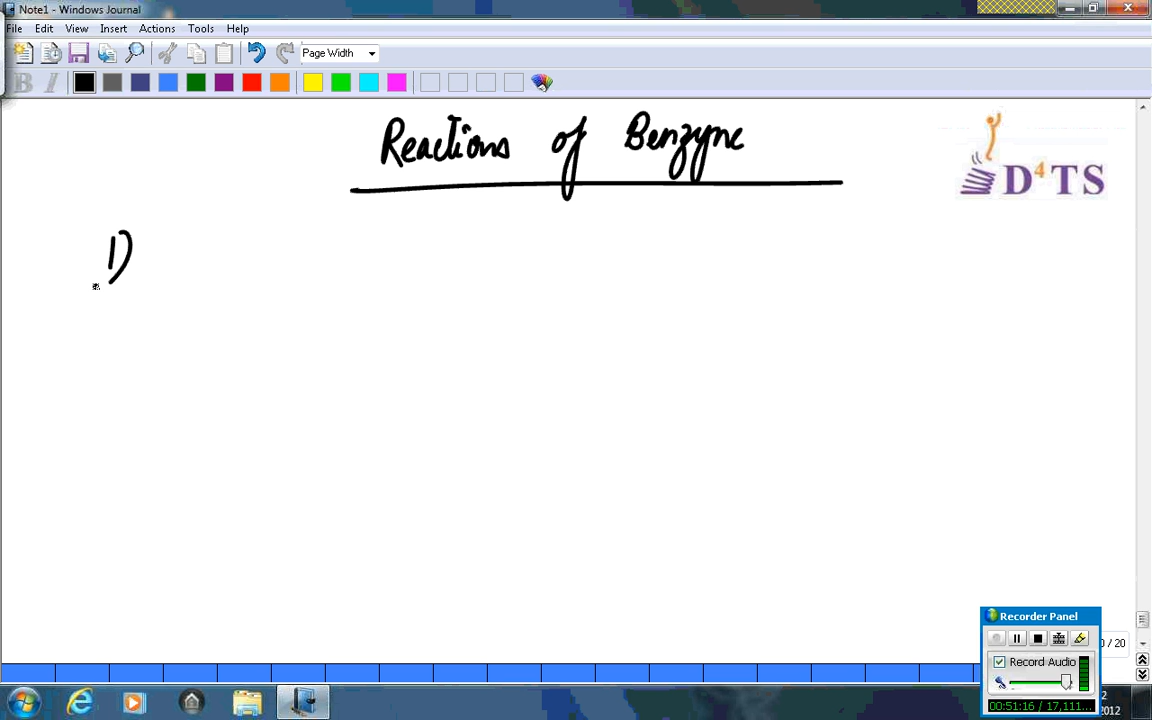 Note1 - Windows Journal
File Edit View Insert Actions Tools Help
Page Width
B I
Reactions of Benzyne
D4TS
1)
Recorder Panel
/ 20
Record Audio
00:51:16 / 17,111...
2012